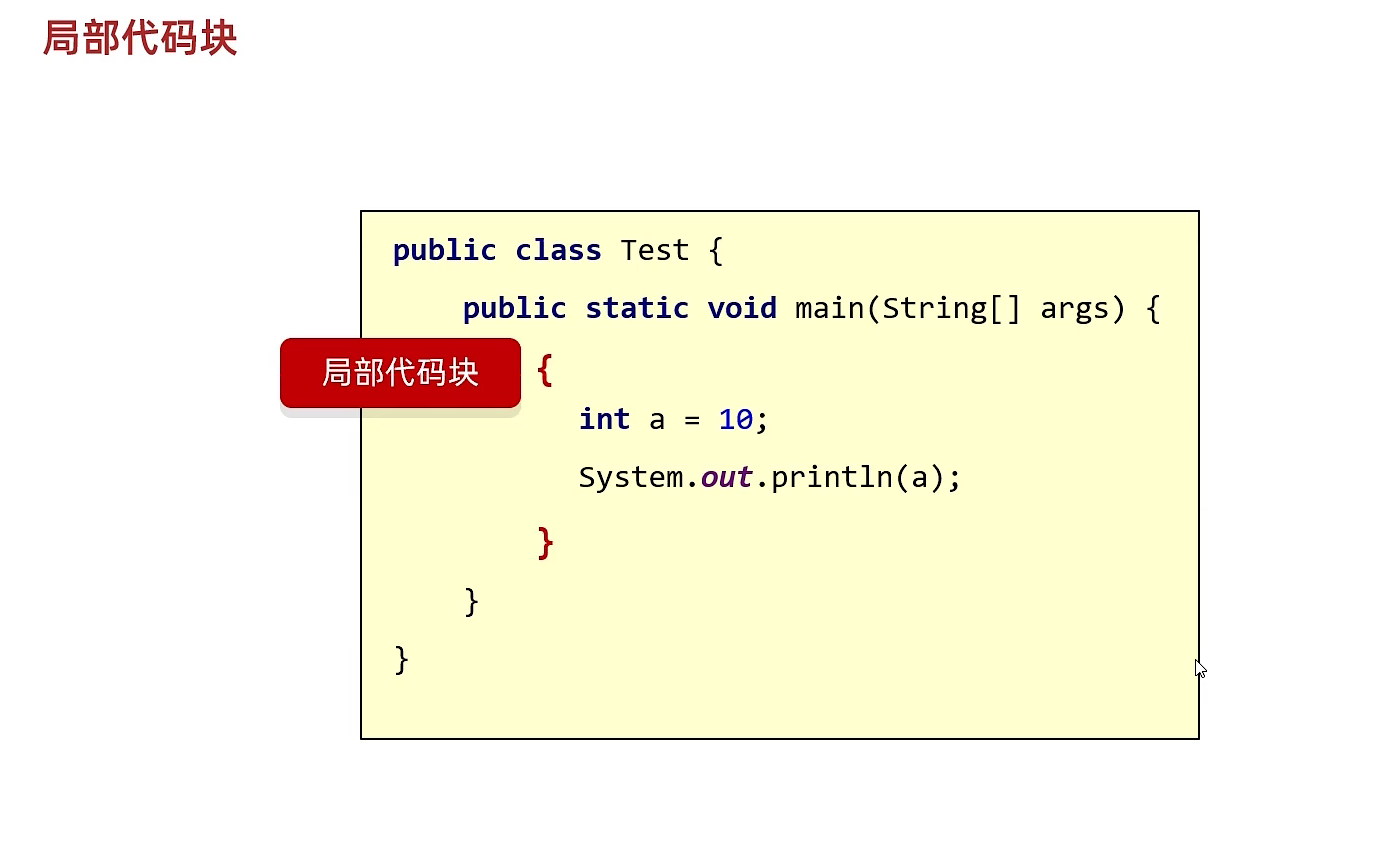 局部代码块
public class Test {
public static void main(String[] args) {
局部代码块 {
int a = 10;
System.out.println(a);
}
}
}